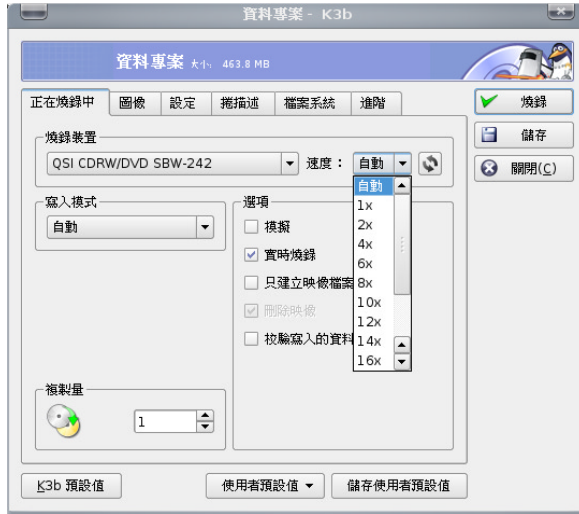 資料專案 - K3b
資料專案 大小: 463.8 MB
正在燒錄中 圖像 設定 捲描述 檔案系統 進階
燒錄
儲存
關閉(C)
燒錄裝置
QSI CDRW/DVD SBW-242 速度： 自動
自動
1x
2x
4x
6x
8x
10x
12x
14x
16x
寫入模式
自動
選項
模擬
實時燒錄
只建立映像檔案
刪除映像
校驗寫入的資料
複製量
1
K3b 預設值 使用者預設值 儲存使用者預設值